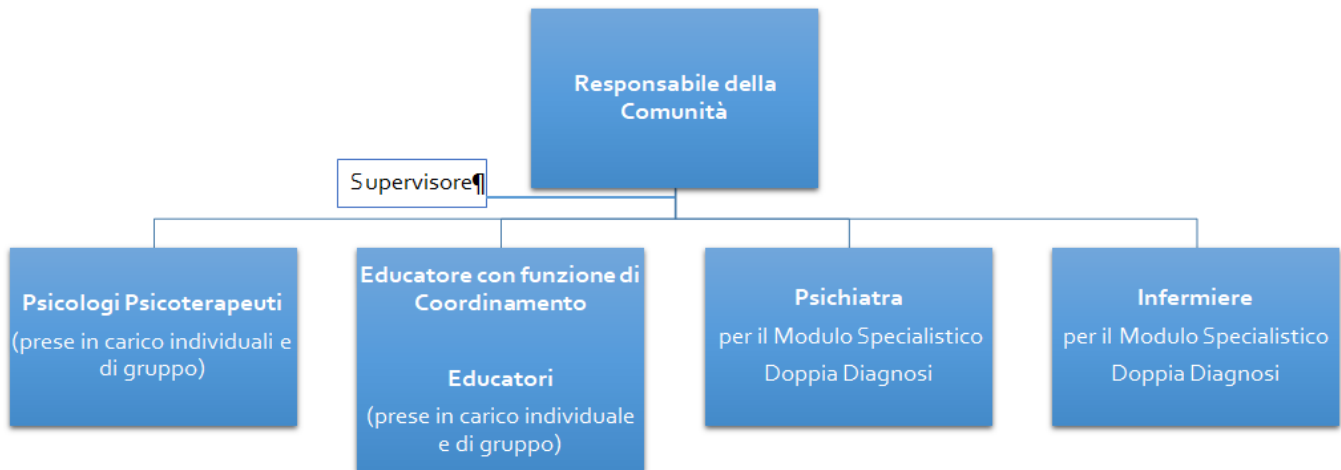 Responsabile della
Comunità
Supervisore¶
Psicologi Psicoterapeuti
(prese in carico individuali e
di gruppo)
Educatore con funzione di
Coordinamento
Educatori
(prese in carico individuale
e di gruppo)
Psichiatra
per il Modulo Specialistico
Doppia Diagnosi
Infermiere
per il Modulo Specialistico
Doppia Diagnosi